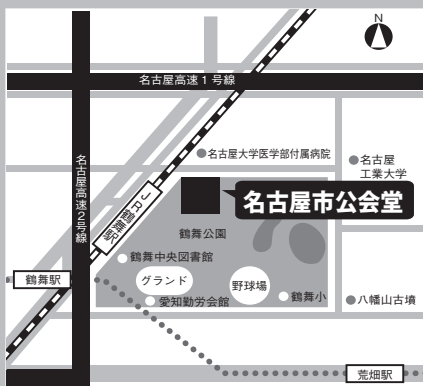 N
名古屋高速1号線
名古屋大学医学部付属病院
名古屋
工業大学
名古屋高速2号線
JR鶴舞駅
名古屋市公会堂
鶴舞公園
鶴舞中央図書館
鶴舞駅
グランド
野球場
鶴舞小
愛知勤労会館
八幡山古墳
荒畑駅